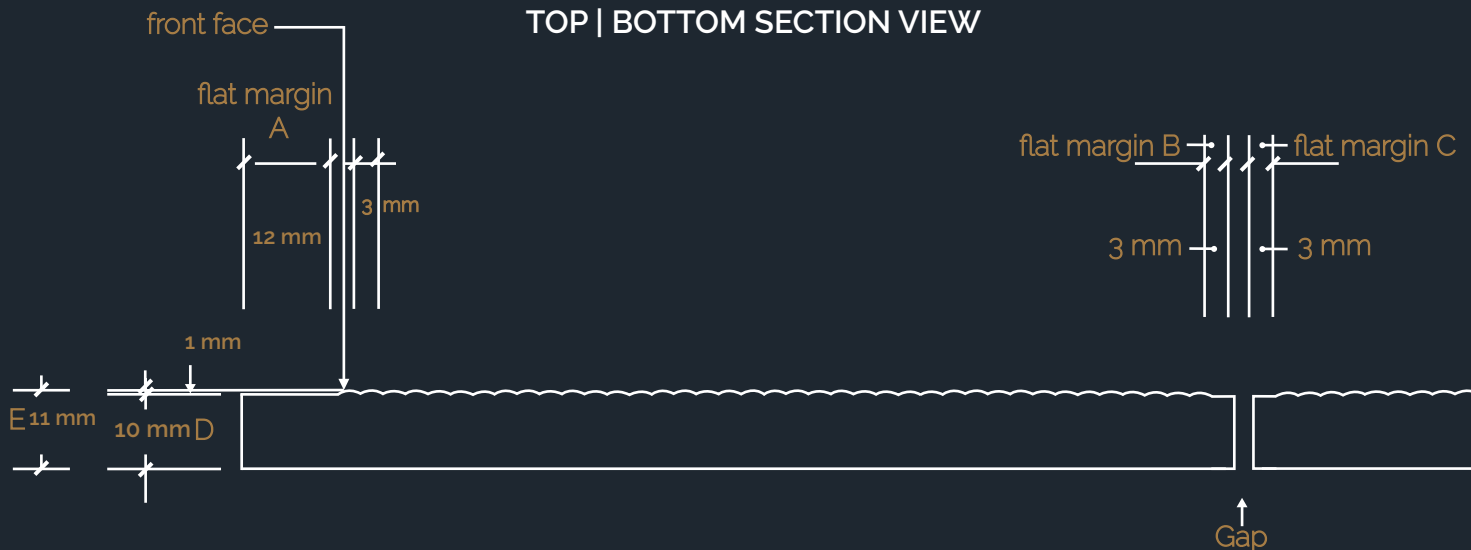 TOP | BOTTOM SECTION VIEW
front face
flat margin
A
flat margin B
flat margin C
3 mm
12 mm
3 mm
3 mm
1 mm
E 11 mm
10 mm D
Gap